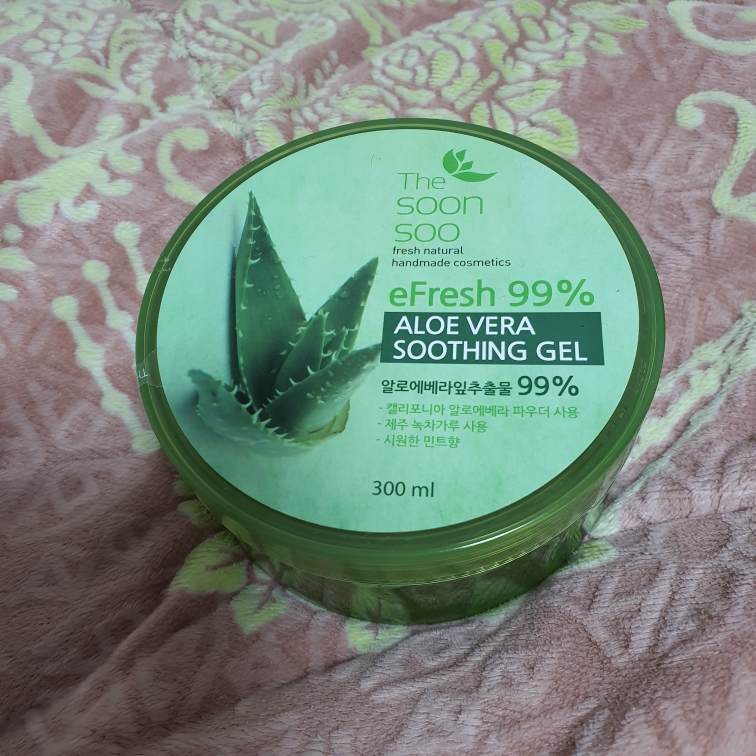 The
soon
soo
fresh natural
handmade cosmetics
eFresh 99%
ALOE VERA
SOOTHING GEL
알로에베라잎추출물 99%
- 캘리포니아 알로에베라 파우더 사용
- 제주 녹차가루 사용
- 시원한 민트향
300 ml